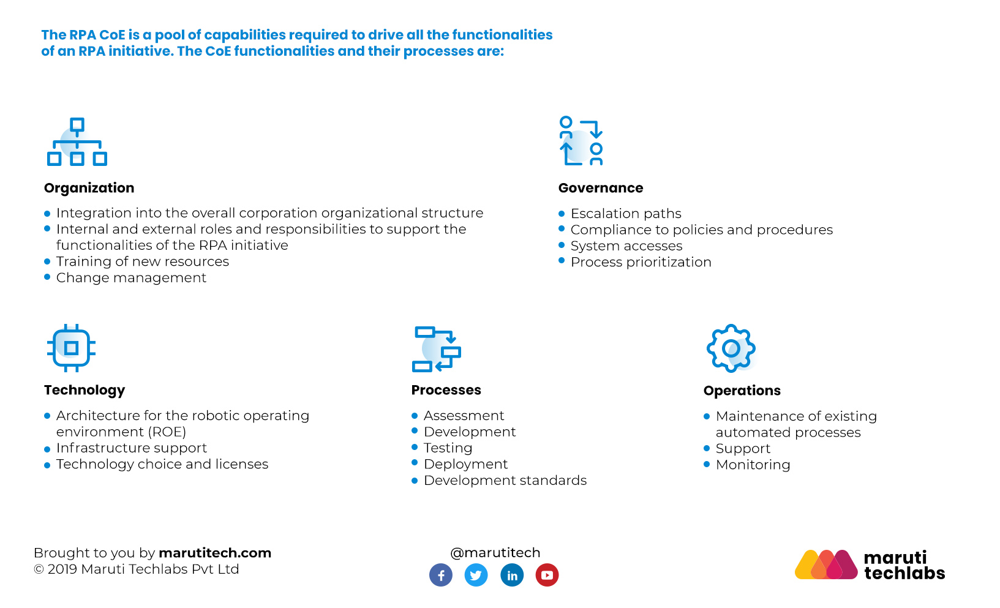 The RPA CoE is a pool of capabilities required to drive all the functionalities
of an RPA initiative. The CoE functionalities and their processes are:
Organization
Integration into the overall corporation organizational structure
Internal and external roles and responsibilities to support the
functionalities of the RPA initiative
Training of new resources
Change management
Governance
Escalation paths
Compliance to policies and procedures
System accesses
Process prioritization
Technology
Architecture for the robotic operating
environment (ROE)
Infrastructure support
Technology choice and licenses
Processes
Assessment
Development
Testing
Deployment
Development standards
Operations
Maintenance of existing
automated processes
Support
Monitoring
Brought to you by marutitech.com
© 2019 Maruti Techlabs Pvt Ltd
@marutitech
f
in
maruti
techlabs